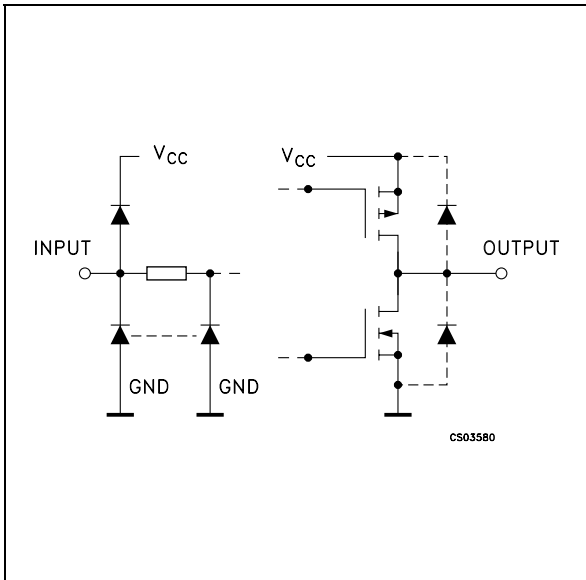 VCC
VCC
INPUT
OUTPUT
GND
GND
CS03580